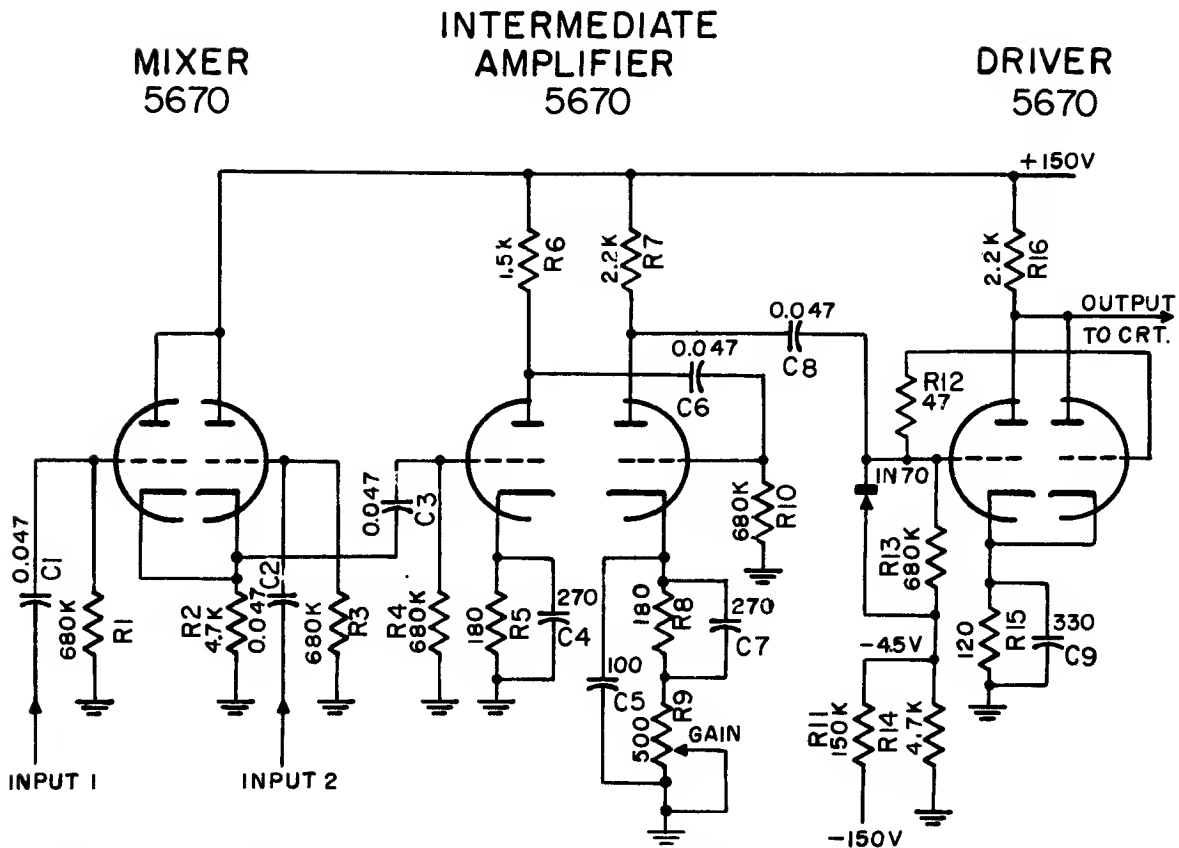 MIXER
5670
INTERMEDIATE
AMPLIFIER
5670
DRIVER
5670
+150V
1.5K
R6
2.2K
R7
2.2K
R16
OUTPUT
TO CRT.
0.047
C8
0.047
C6
R12
47
IN70
0.047
C1
680K
R1
R2
4.7K
0.047
C2
680K
R3
0.047
C3
R4
680K
180
R5
270
C4
100
C5
180
R8
270
C7
R9
500
GAIN
680K
R10
R13
680K
-4.5V
R11
150K
R14
4.7K
-150V
120
R15
330
C9
INPUT 1
INPUT 2